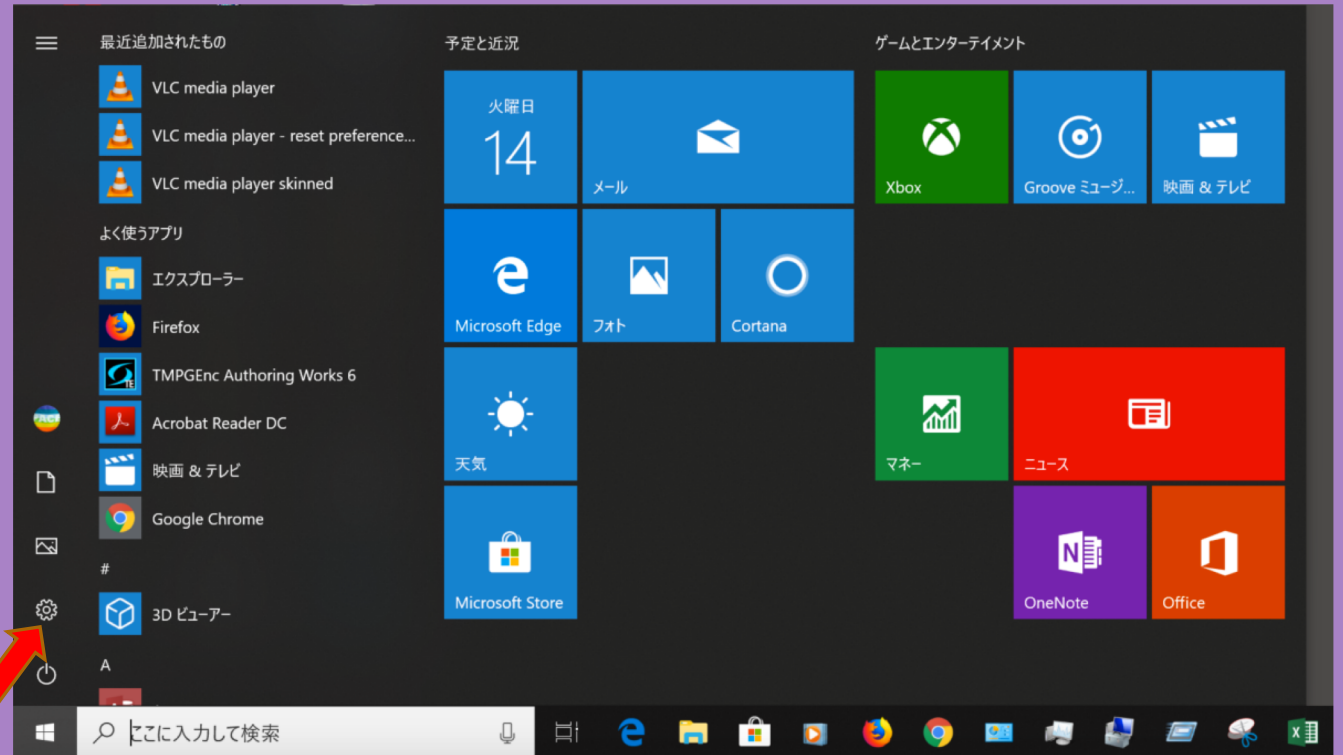 最近追加されたもの
VLC media player
VLC media player - reset preference...
VLC media player skinned
よく使うアプリ
エクスプローラー
Firefox
TMPGEnc Authoring Works 6
Acrobat Reader DC
映画 & テレビ
Google Chrome
#
3D ビューアー
A
予定と近況
火曜日
14
メール
Microsoft Edge
フォト
Cortana
天気
Microsoft Store
ゲームとエンターテイメント
Xbox
Groove ミュージ...
映画 & テレビ
マネー
ニュース
OneNote
Office
ここに入力して検索